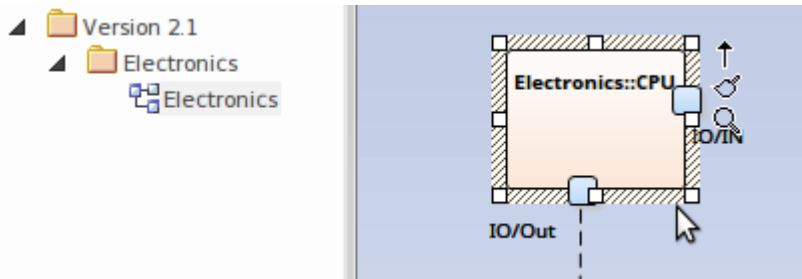 Version 2.1
Electronics
Electronics
Electronics::CPU
IO/IN
IO/Out